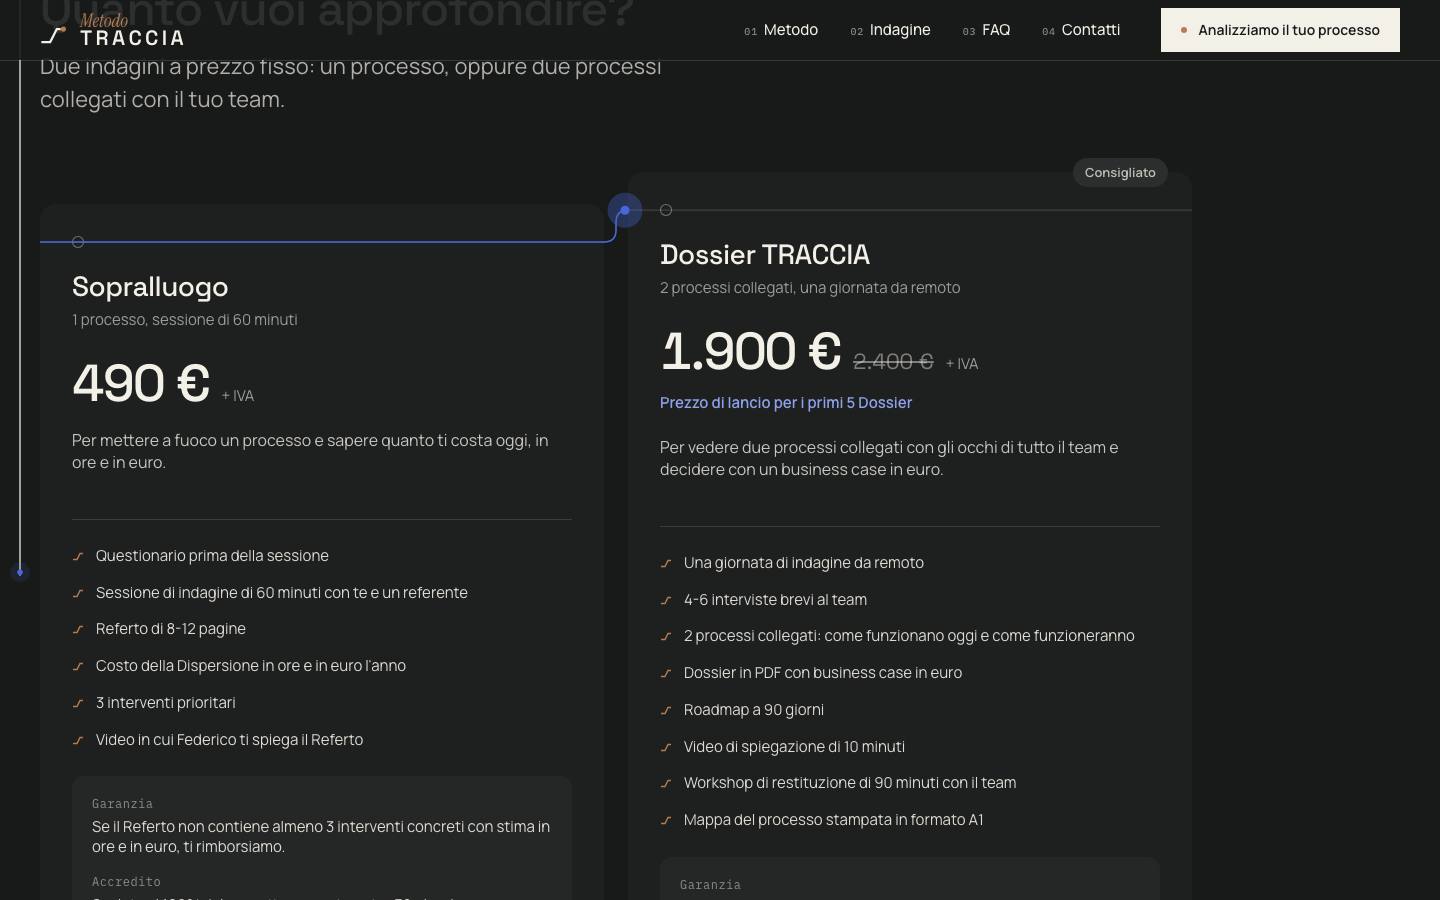 Quanto vuoi approfondire?
Metodo
TRACCIA
01 Metodo
02 Indagine
03 FAQ
04 Contatti
Analizziamo il tuo processo
Due indagini a prezzo fisso: un processo, oppure due processi
collegati con il tuo team.
Sopralluogo
1 processo, sessione di 60 minuti
490 € + IVA
Per mettere a fuoco un processo e sapere quanto ti costa oggi, in
ore e in euro.
Questionario prima della sessione
Sessione di indagine di 60 minuti con te e un referente
Referto di 8-12 pagine
Costo della Dispersione in ore e in euro l'anno
3 interventi prioritari
Video in cui Federico ti spiega il Referto
Garanzia
Se il Referto non contiene almeno 3 interventi concreti con stima in
ore e in euro, ti rimborsiamo.
Accredito
Consigliato
Dossier TRACCIA
2 processi collegati, una giornata da remoto
1.900 € 2.400 € + IVA
Prezzo di lancio per i primi 5 Dossier
Per vedere due processi collegati con gli occhi di tutto il team e
decidere con un business case in euro.
Una giornata di indagine da remoto
4-6 interviste brevi al team
2 processi collegati: come funzionano oggi e come funzioneranno
Dossier in PDF con business case in euro
Roadmap a 90 giorni
Video di spiegazione di 10 minuti
Workshop di restituzione di 90 minuti con il team
Mappa del processo stampata in formato A1
Garanzia